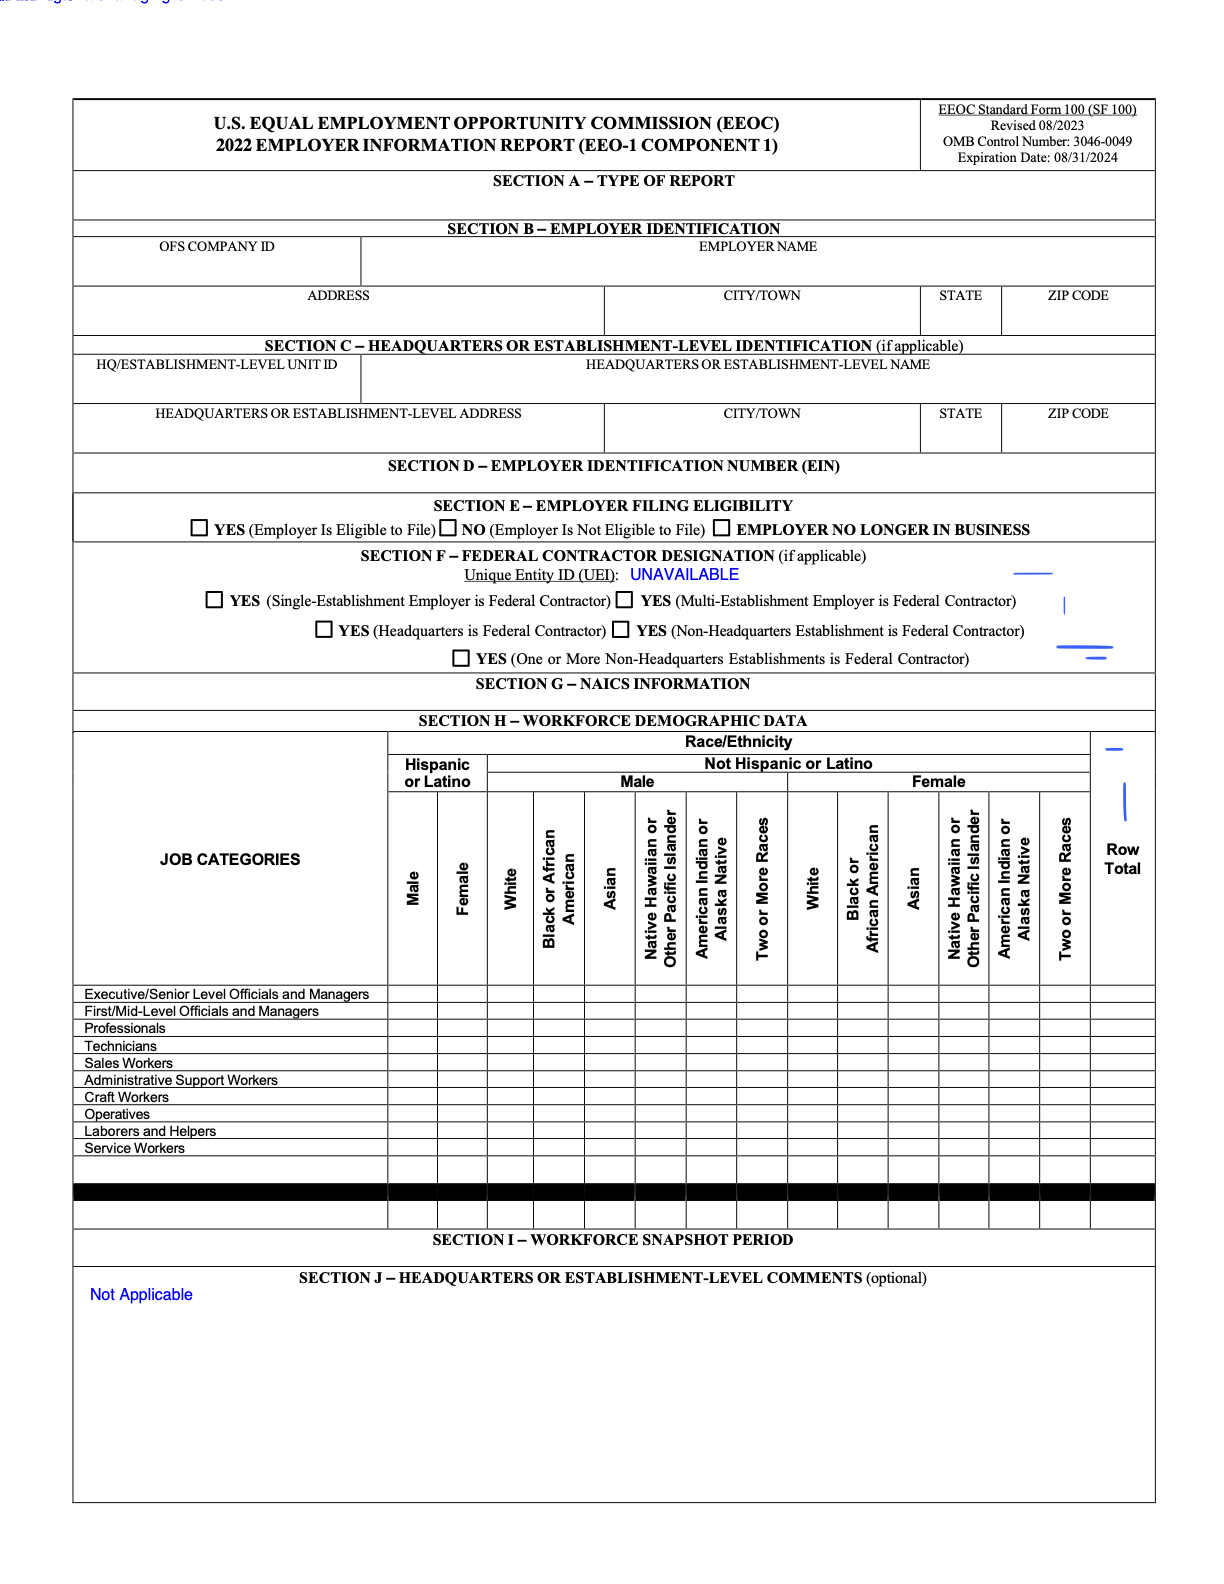 U.S. EQUAL EMPLOYMENT OPPORTUNITY COMMISSION (EEOC)
2022 EMPLOYER INFORMATION REPORT (EEO-1 COMPONENT 1)
EEOC Standard Form 100 (SF 100)
Revised 08/2023
OMB Control Number: 3046-0049
Expiration Date: 08/31/2024
SECTION A – TYPE OF REPORT
SECTION B – EMPLOYER IDENTIFICATION
OFS COMPANY ID
EMPLOYER NAME
ADDRESS
CITY/TOWN
STATE
ZIP CODE
SECTION C – HEADQUARTERS OR ESTABLISHMENT-LEVEL IDENTIFICATION (if applicable)
HQ/ESTABLISHMENT-LEVEL UNIT ID
HEADQUARTERS OR ESTABLISHMENT-LEVEL NAME
HEADQUARTERS OR ESTABLISHMENT-LEVEL ADDRESS
CITY/TOWN
STATE
ZIP CODE
SECTION D – EMPLOYER IDENTIFICATION NUMBER (EIN)
SECTION E – EMPLOYER FILING ELIGIBILITY
YES (Employer Is Eligible to File) NO (Employer Is Not Eligible to File) EMPLOYER NO LONGER IN BUSINESS
SECTION F – FEDERAL CONTRACTOR DESIGNATION (if applicable)
Unique Entity ID (UEI): UNAVAILABLE
YES (Single-Establishment Employer is Federal Contractor) YES (Multi-Establishment Employer is Federal Contractor)
YES (Headquarters is Federal Contractor) YES (Non-Headquarters Establishment is Federal Contractor)
YES (One or More Non-Headquarters Establishments is Federal Contractor)
SECTION G – NAICS INFORMATION
SECTION H – WORKFORCE DEMOGRAPHIC DATA
JOB CATEGORIES
Race/Ethnicity
Hispanic
or Latino
Not Hispanic or Latino
Male
Female
Male
Female
White
Black or African
American
Asian
Native Hawaiian or
Other Pacific Islander
American Indian or
Alaska Native
Two or More Races
White
Black or
African American
Asian
Native Hawaiian or
Other Pacific Islander
American Indian or
Alaska Native
Two or More Races
Row
Total
Executive/Senior Level Officials and Managers
First/Mid-Level Officials and Managers
Professionals
Technicians
Sales Workers
Administrative Support Workers
Craft Workers
Operatives
Laborers and Helpers
Service Workers
SECTION I – WORKFORCE SNAPSHOT PERIOD
SECTION J – HEADQUARTERS OR ESTABLISHMENT-LEVEL COMMENTS (optional)
Not Applicable